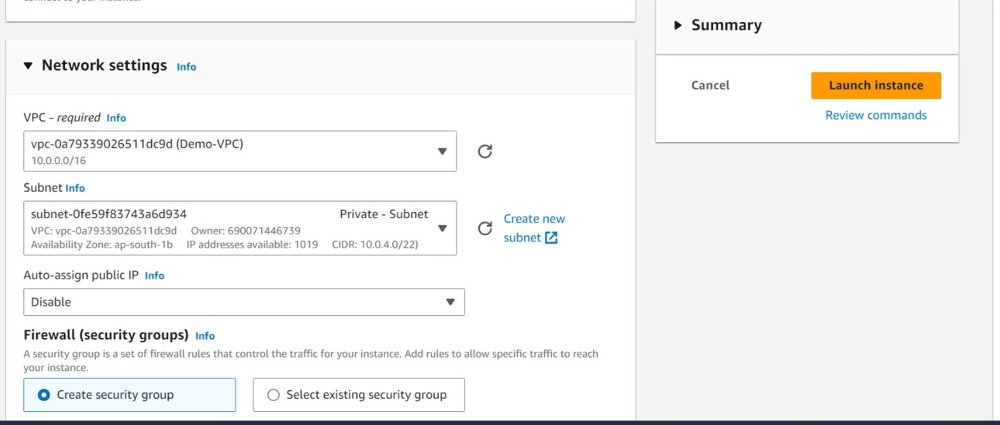 connect to your instance.
Summary
Network settings Info
Cancel
Launch instance
Review commands
VPC - required Info
vpc-0a79339026511dc9d (Demo-VPC)
10.0.0.0/16
Subnet Info
subnet-0fe59f83743a6d934 Private - Subnet
VPC: vpc-0a79339026511dc9d Owner: 690071446739
Availability Zone: ap-south-1b IP addresses available: 1019 CIDR: 10.0.4.0/22)
Create new
subnet
Auto-assign public IP Info
Disable
Firewall (security groups) Info
A security group is a set of firewall rules that control the traffic for your instance. Add rules to allow specific traffic to reach
your instance.
Create security group
Select existing security group